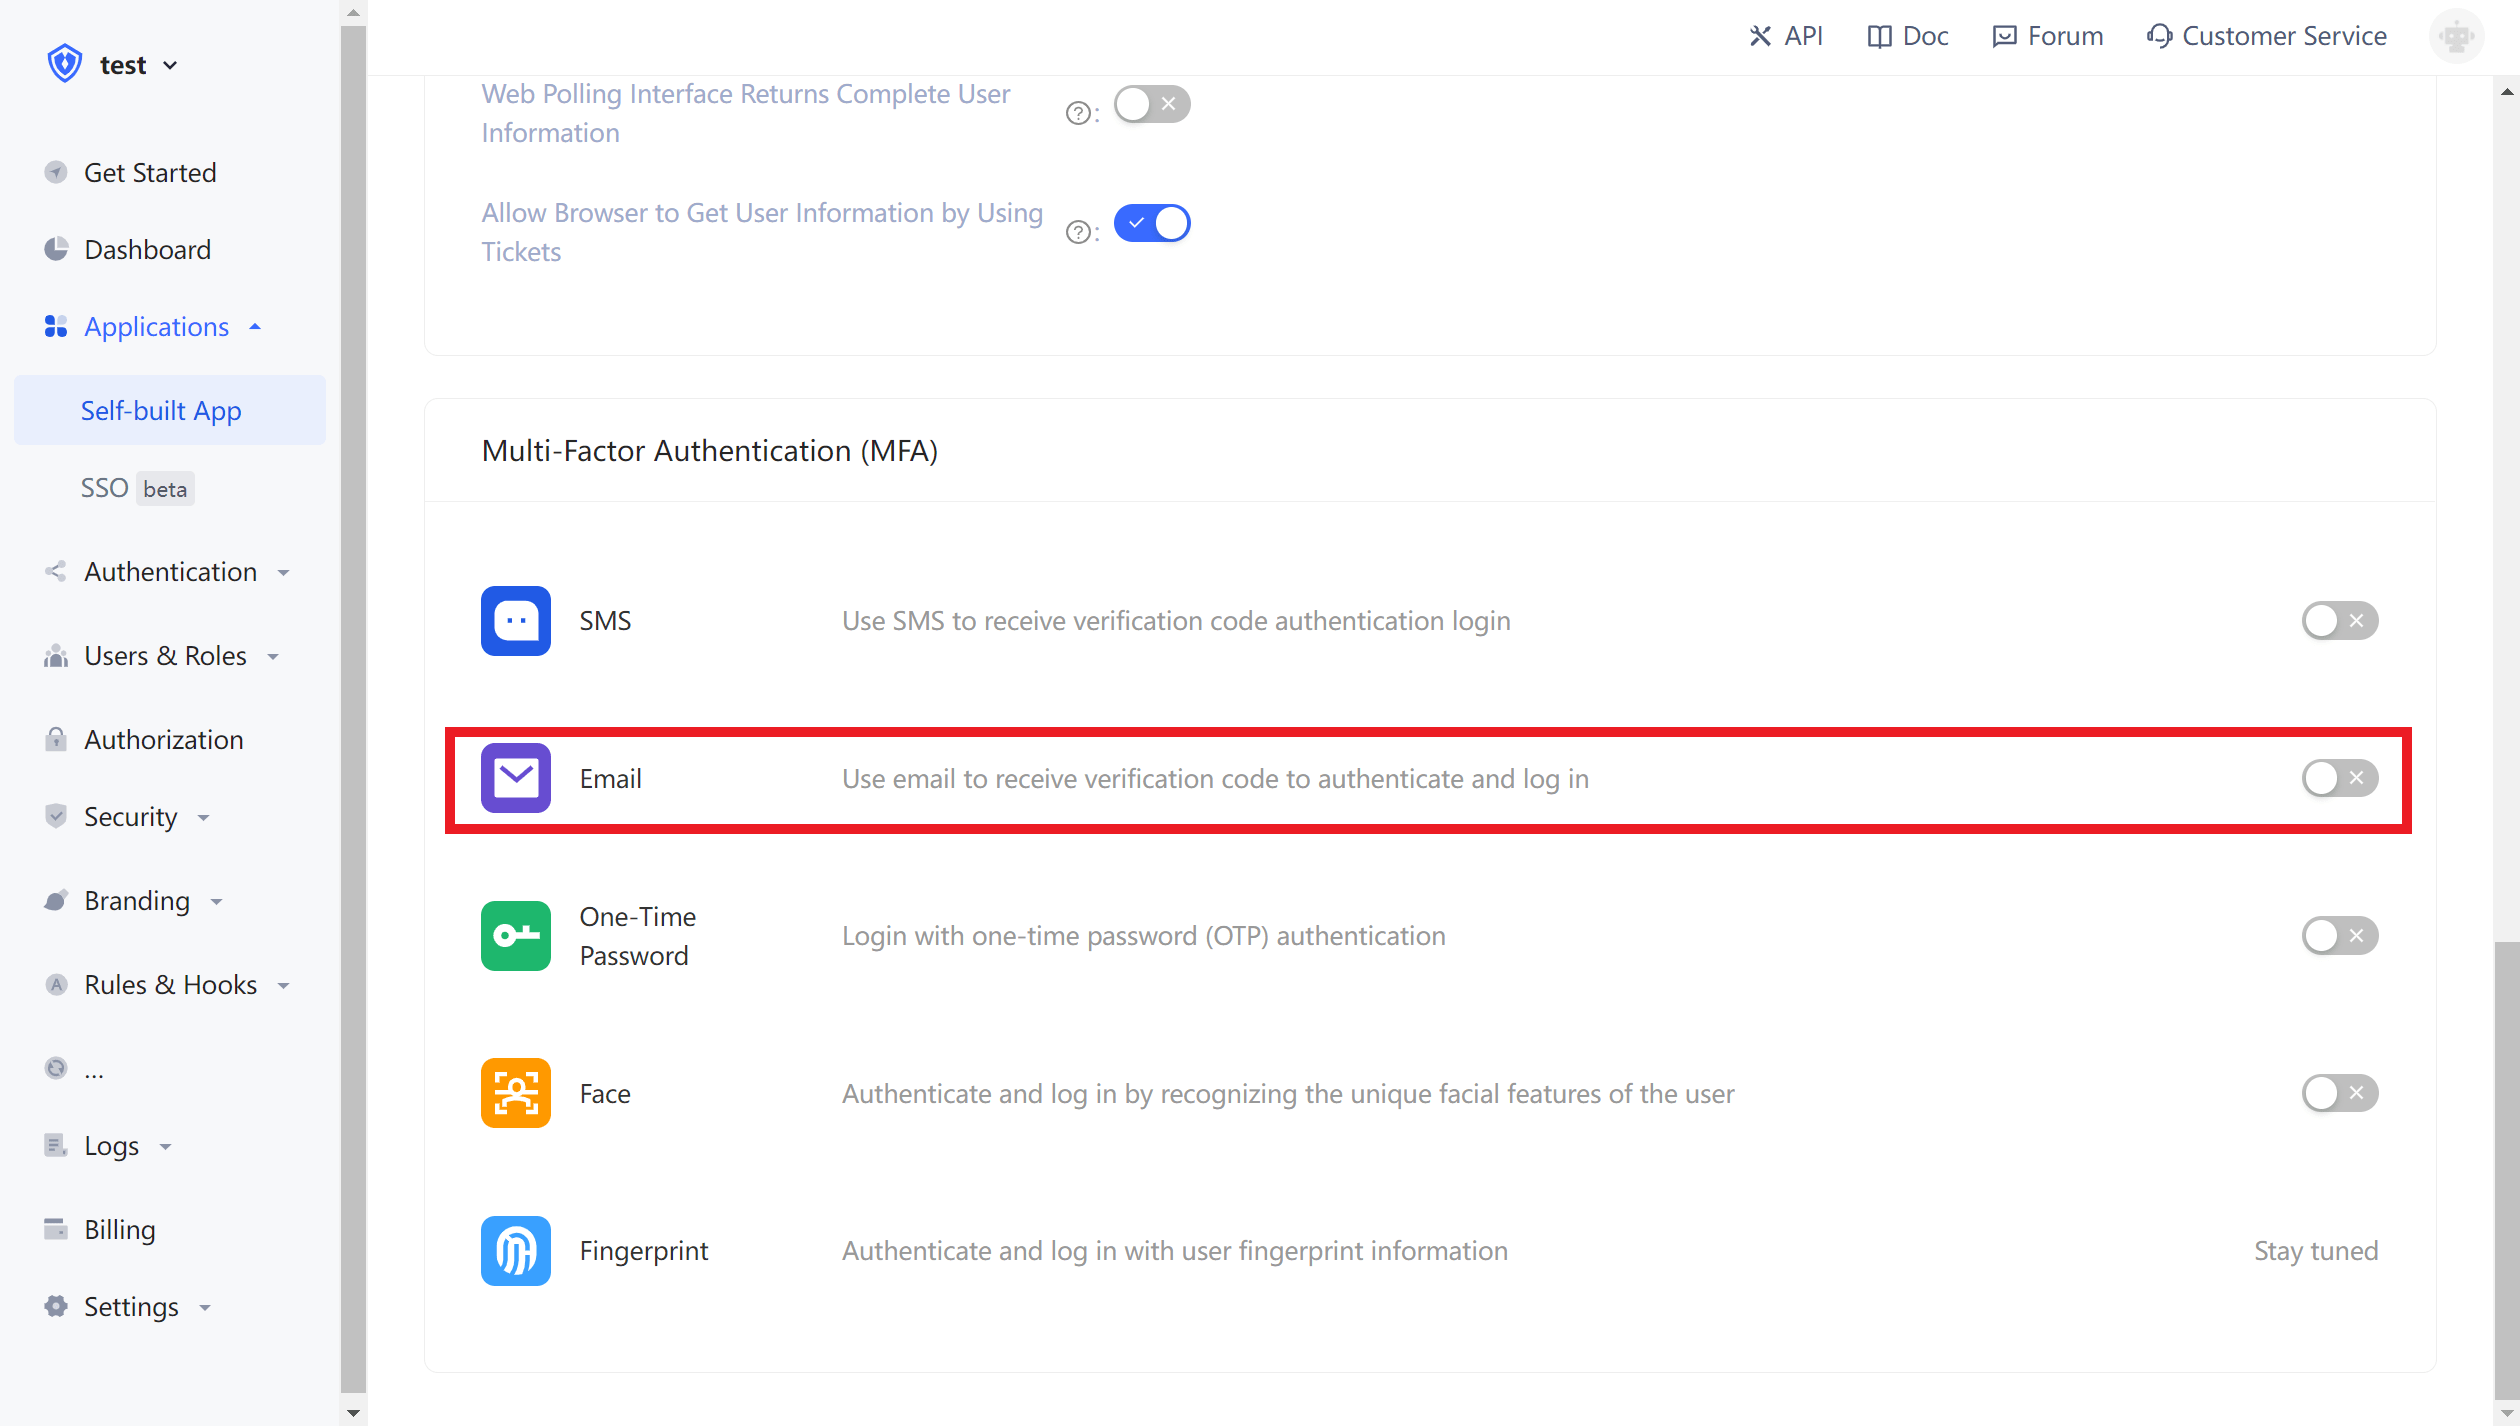 test
API
Doc
Forum
Customer Service
Get Started
Dashboard
Applications
Self-built App
SSO beta
Authentication
Users & Roles
Authorization
Security
Branding
Rules & Hooks
...
Logs
Billing
Settings
Web Polling Interface Returns Complete User
Information
?:
Allow Browser to Get User Information by Using
Tickets
?:
Multi-Factor Authentication (MFA)
SMS
Use SMS to receive verification code authentication login
Email
Use email to receive verification code to authenticate and log in
One-Time
Password
Login with one-time password (OTP) authentication
Face
Authenticate and log in by recognizing the unique facial features of the user
Fingerprint
Authenticate and log in with user fingerprint information
Stay tuned